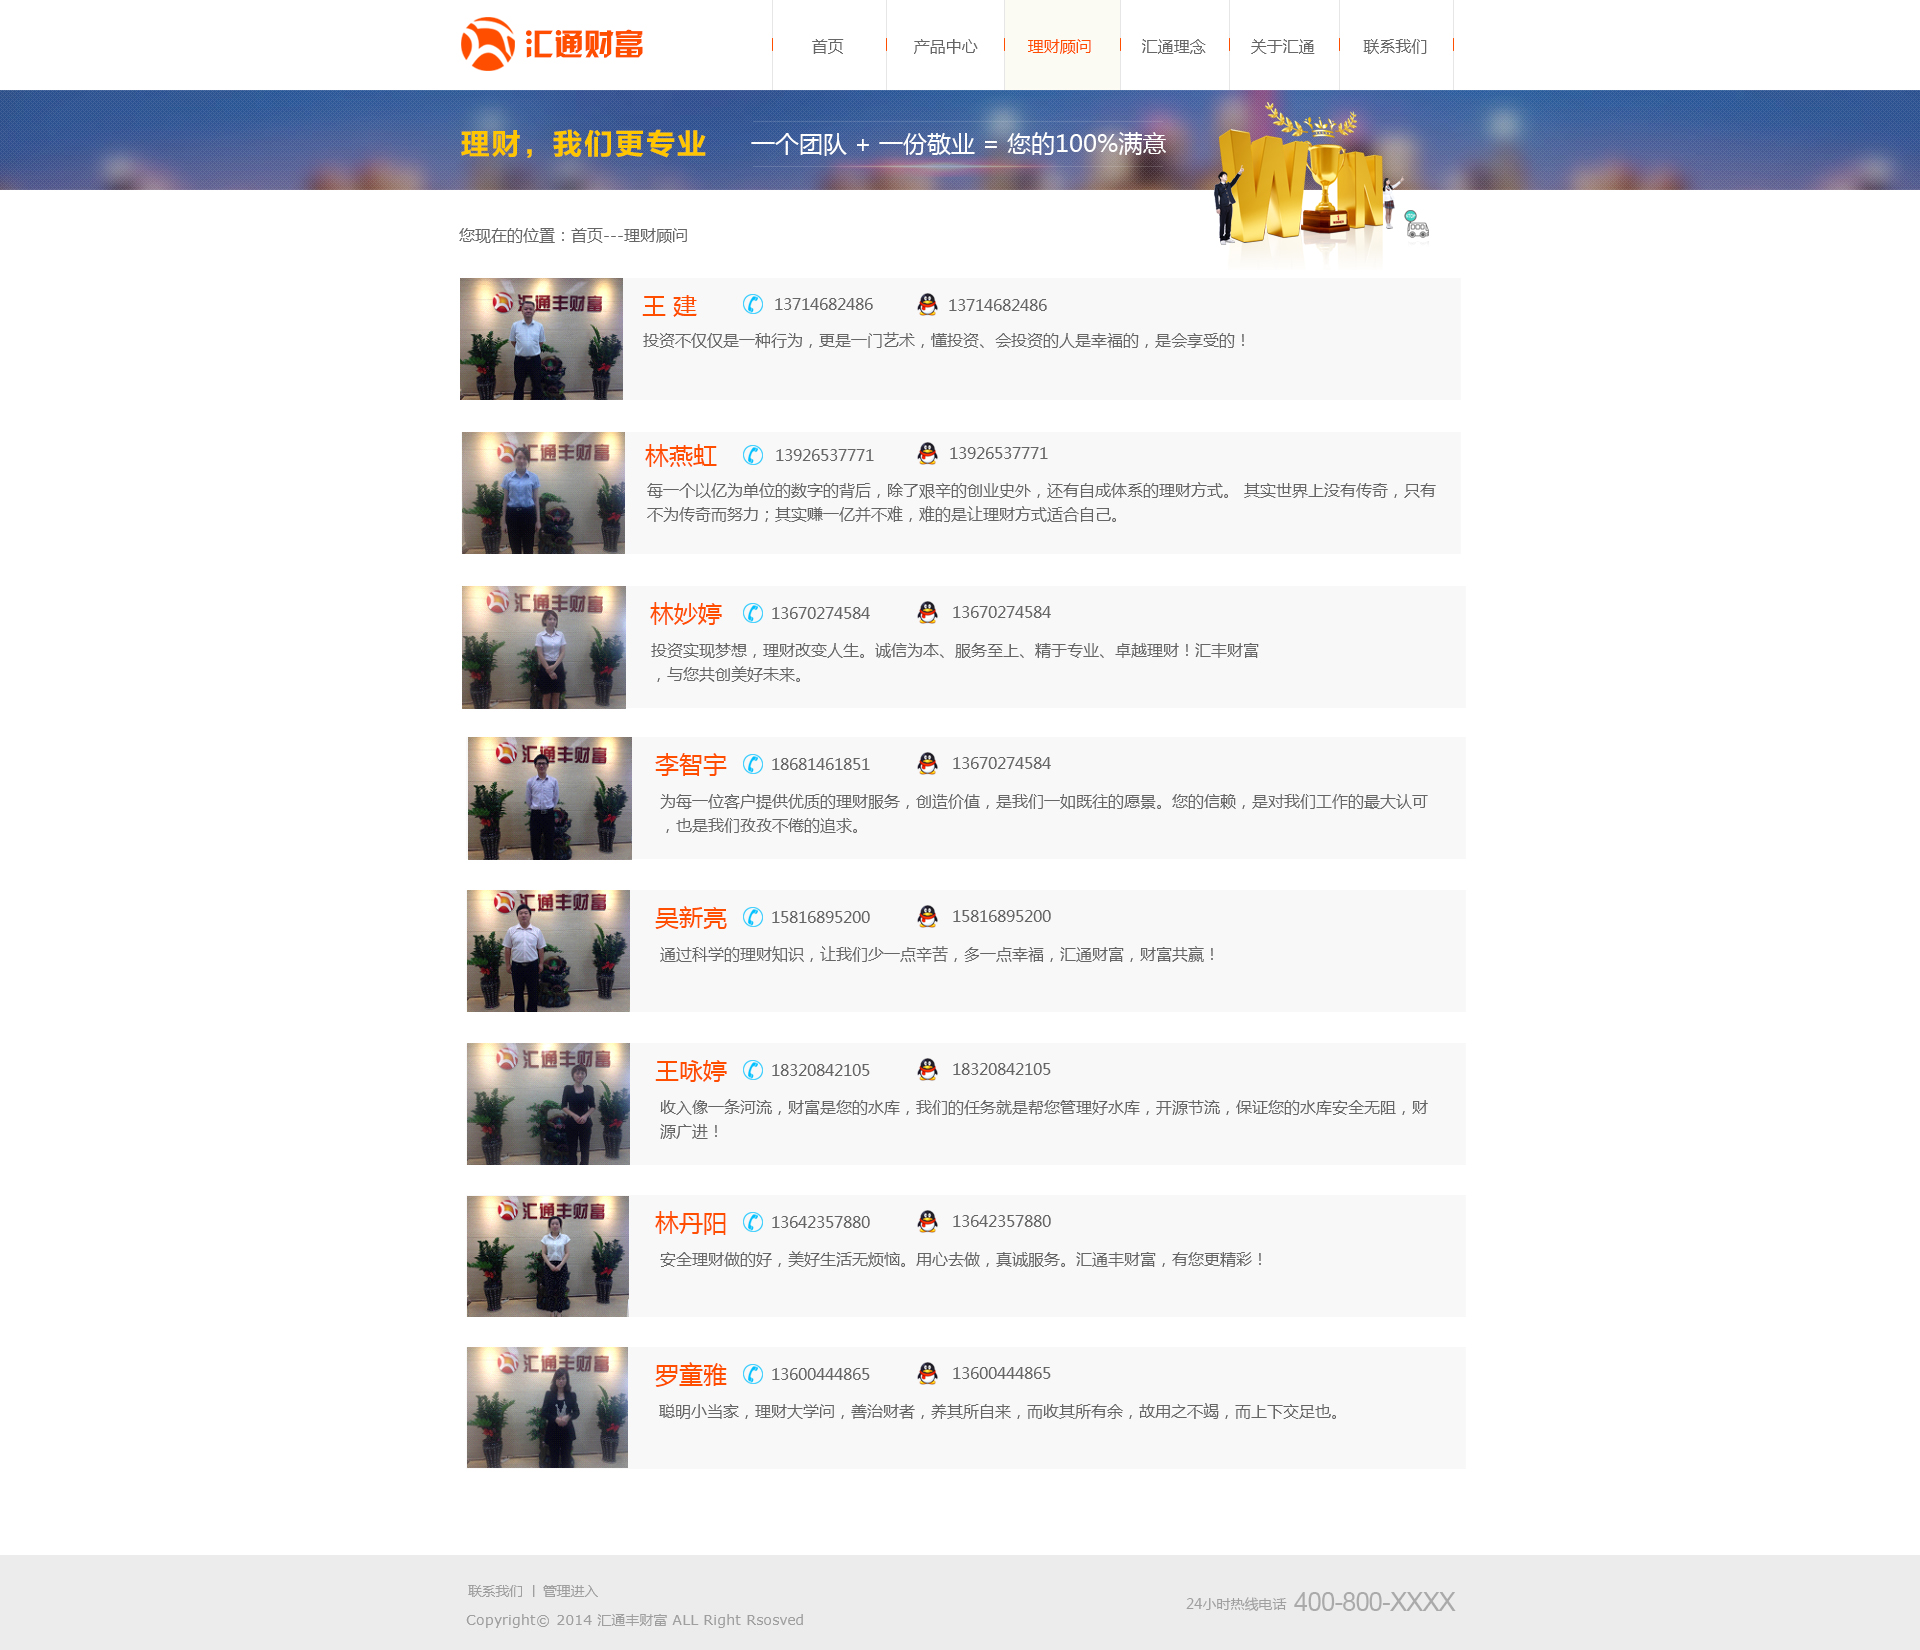 汇通财富
首页 产品中心 理财顾问 汇通理念 关于汇通 联系我们
理财，我们更专业 一个团队 + 一份敬业 = 您的100%满意
WIN
您现在的位置：首页---理财顾问
汇通丰财富
王 建 13714682486 13714682486
投资不仅仅是一种行为，更是一门艺术，懂投资、会投资的人是幸福的，是会享受的！
汇通丰财富
林燕虹 13926537771 13926537771
每一个以亿为单位的数字的背后，除了艰辛的创业史外，还有自成体系的理财方式。 其实世界上没有传奇，只有
不为传奇而努力；其实赚一亿并不难，难的是让理财方式适合自己。
汇通丰财富
林妙婷 13670274584 13670274584
投资实现梦想，理财改变人生。诚信为本、服务至上、精于专业、卓越理财！汇丰财富
，与您共创美好未来。
汇通丰财富
李智宇 18681461851 13670274584
为每一位客户提供优质的理财服务，创造价值，是我们一如既往的愿景。您的信赖，是对我们工作的最大认可
，也是我们孜孜不倦的追求。
汇通丰财富
吴新亮 15816895200 15816895200
通过科学的理财知识，让我们少一点辛苦，多一点幸福，汇通财富，财富共赢！
汇通丰财富
王咏婷 18320842105 18320842105
收入像一条河流，财富是您的水库，我们的任务就是帮您管理好水库，开源节流，保证您的水库安全无阻，财
源广进！
汇通丰财富
林丹阳 13642357880 13642357880
安全理财做的好，美好生活无烦恼。用心去做，真诚服务。汇通丰财富，有您更精彩！
汇通丰财富
罗童雅 13600444865 13600444865
聪明小当家，理财大学问，善治财者，养其所自来，而收其所有余，故用之不竭，而上下交足也。
联系我们 | 管理进入
Copyright© 2014 汇通丰财富 ALL Right Rsosved
24小时热线电话 400-800-XXXX